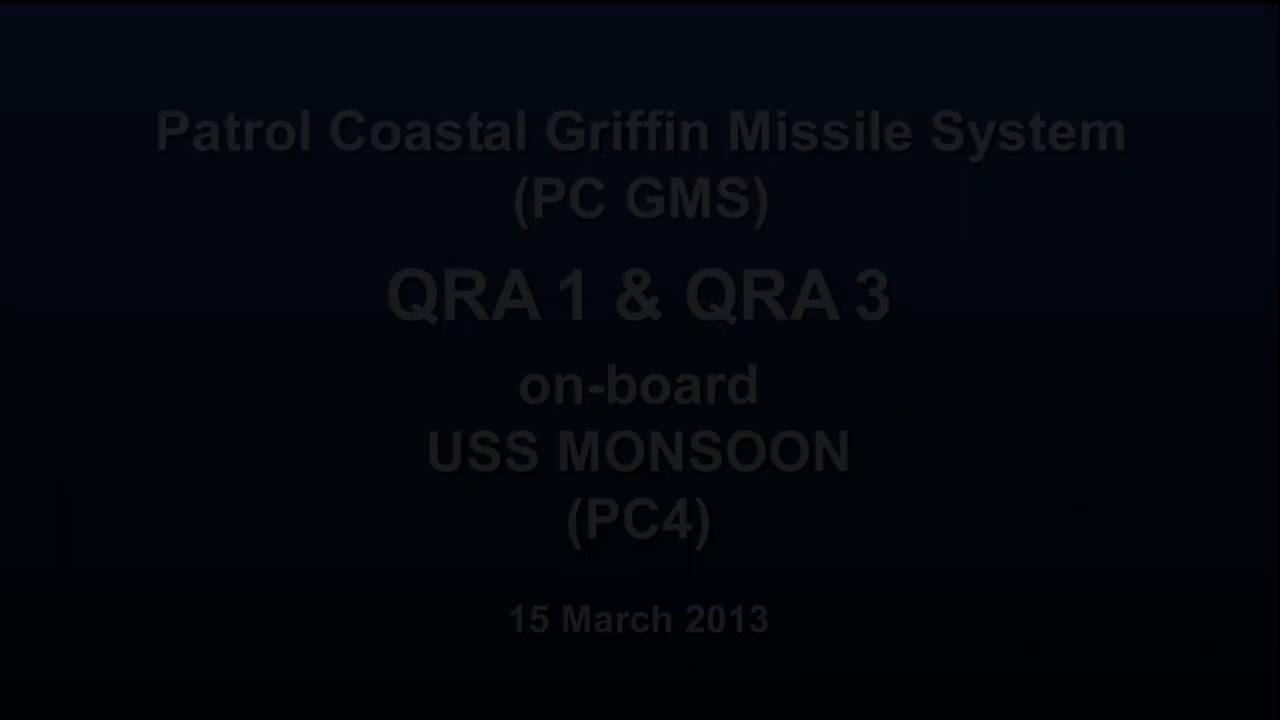 Patrol Coastal Griffin Missile System
(PC GMS)
QRA 1 & QRA 3
on-board
USS MONSOON
(PC4)
15 March 2013